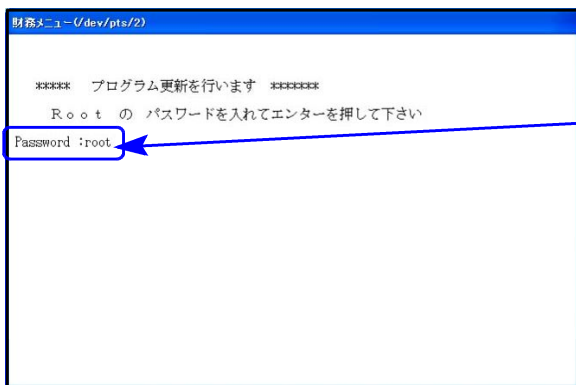 財務メニュー(/dev/pts/2)
***** プログラム更新を行います *******
Ｒｏｏｔ の パスワードを入れてエンターを押して下さい
Password :root